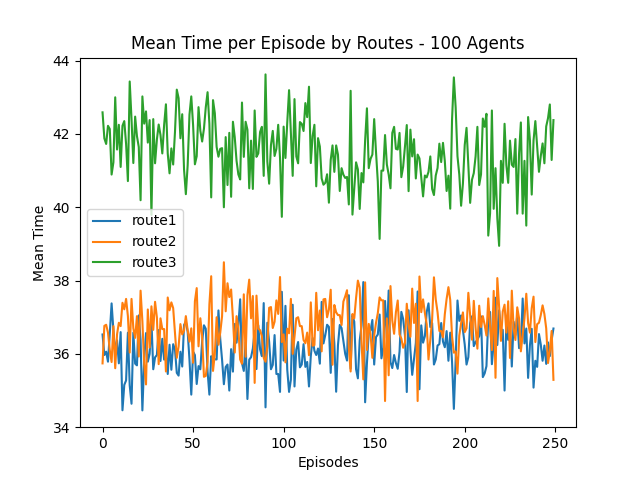 Mean Time per Episode by Routes - 100 Agents
44
42
40
38
36
34
Mean Time
route1
route2
route3
0
50
100
150
200
250
Episodes